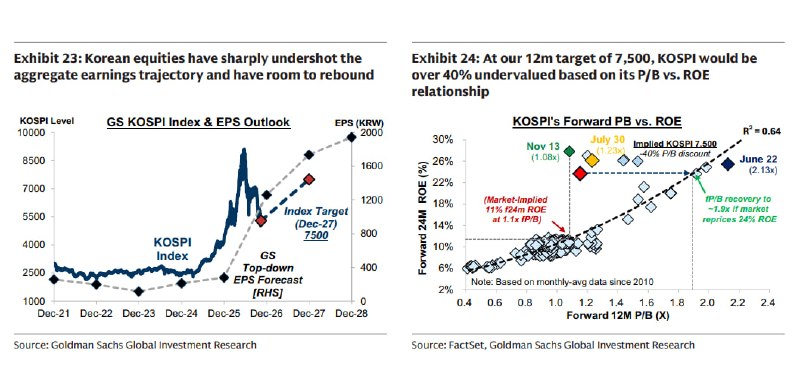 Exhibit 23: Korean equities have sharply undershot the
aggregate earnings trajectory and have room to rebound
KOSPI Level
GS KOSPI Index & EPS Outlook
EPS (KRW)
10000
8500
7000
5500
4000
2500
1000
2000
1600
1200
800
400
0
KOSPI
Index
Index Target
(Dec-27)
7500
GS
Top-down
EPS Forecast
[RHS]
Dec-21 Dec-22 Dec-23 Dec-24 Dec-25 Dec-26 Dec-27 Dec-28
Source: Goldman Sachs Global Investment Research
Exhibit 24: At our 12m target of 7,500, KOSPI would be
over 40% undervalued based on its P/B vs. ROE
relationship
KOSPI's Forward PB vs. ROE
R² = 0.64
Forward 24M ROE (%)
30%
26%
22%
18%
14%
10%
6%
2%
Nov 13
(1.08x)
July 30
(1.23x)
Implied KOSPI 7,500
-40% P/B discount
June 22
(2.13x)
(Market-Implied
11% f24m ROE
at 1.1x fP/B)
fP/B recovery to
~1.9x if market
reprices 24% ROE
Note: Based on monthly-avg data since 2010
0.4 0.6 0.8 1.0 1.2 1.4 1.6 1.8 2.0 2.2 2.4
Forward 12M P/B (X)
Source: FactSet, Goldman Sachs Global Investment Research